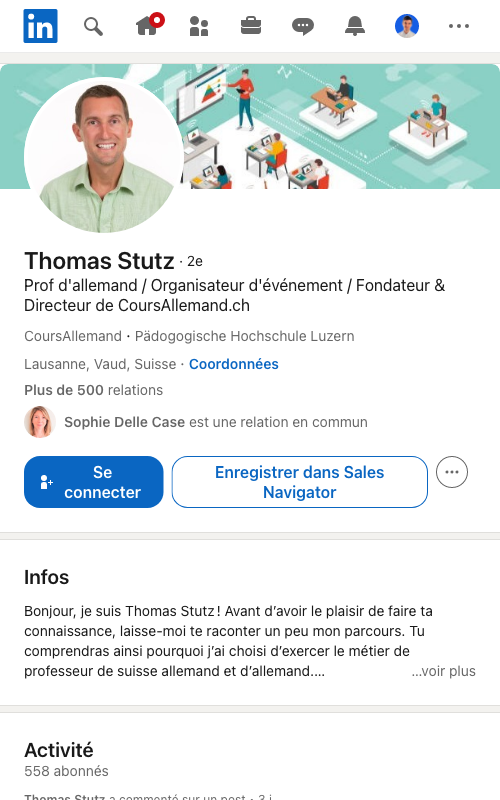 in
Thomas Stutz · 2e
Prof d'allemand / Organisateur d'événement / Fondateur &
Directeur de CoursAllemand.ch
CoursAllemand • Pädogogische Hochschule Luzern
Lausanne, Vaud, Suisse · Coordonnées
Plus de 500 relations
Sophie Delle Case est une relation en commun
Se
connecter
Enregistrer dans Sales
Navigator
Infos
Bonjour, je suis Thomas Stutz ! Avant d’avoir le plaisir de faire ta
connaissance, laisse-moi te raconter un peu mon parcours. Tu
comprendras ainsi pourquoi j’ai choisi d’exercer le métier de
professeur de suisse allemand et d’allemand.... …voir plus
Activité
558 abonnés
Thomas Stutz a commenté sur un post • 3 j